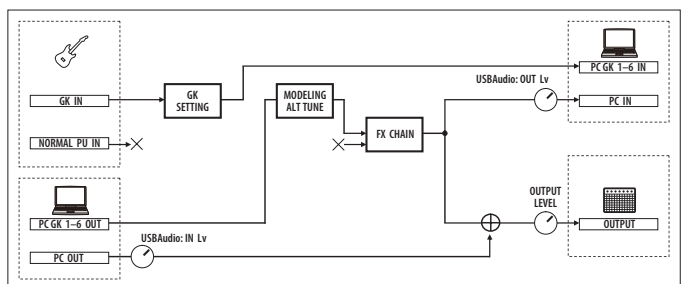 PC GK 1–6 IN
USBAudio: OUT Lv
GK IN
GK
SETTING
MODELING
ALT TUNE
PC IN
FX CHAIN
NORMAL PU IN
OUTPUT
LEVEL
PC GK 1–6 OUT
OUTPUT
USBAudio: IN Lv
PC OUT